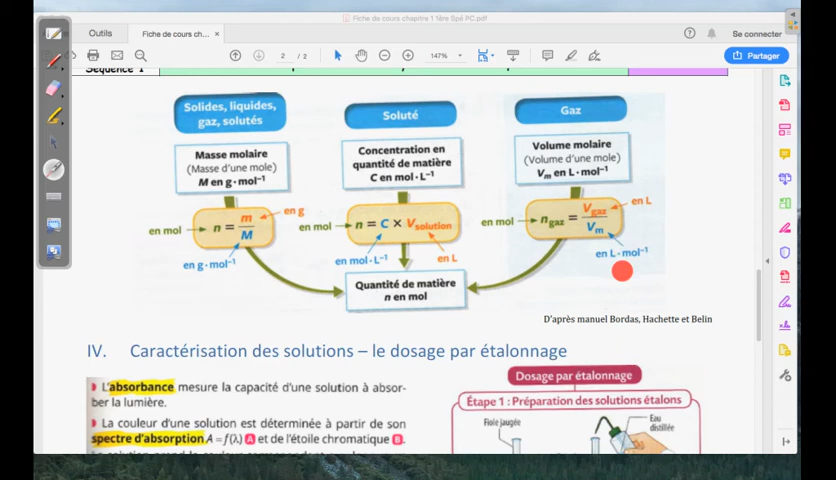 Fiche de cours chapitre 1 1ère Spé PC.pdf
Outils
Fiche de cours ch... ×
Se connecter
2 / 2
147%
Partager
Séquence 1
Solides, liquides,
gaz, solutés
Soluté
Gaz
Masse molaire
(Masse d'une mole)
M en g·mol⁻¹
Concentration en
quantité de matière
C en mol·L⁻¹
Volume molaire
(Volume d'une mole)
Vm en L·mol⁻¹
en mol
n = m/M
en g
en g·mol⁻¹
en mol
n = C × Vsolution
en mol·L⁻¹
en L
en mol
ngaz = Vgaz/Vm
en L
en L·mol⁻¹
Quantité de matière
n en mol
D'après manuel Bordas, Hachette et Belin
IV. Caractérisation des solutions – le dosage par étalonnage
L'absorbance mesure la capacité d'une solution à absor-
ber la lumière.
La couleur d'une solution est déterminée à partir de son
spectre d'absorption A = f(λ) A et de l'étoile chromatique B.
Dosage par étalonnage
Étape 1 : Préparation des solutions étalons
Fiole jaugée
Eau
distillée